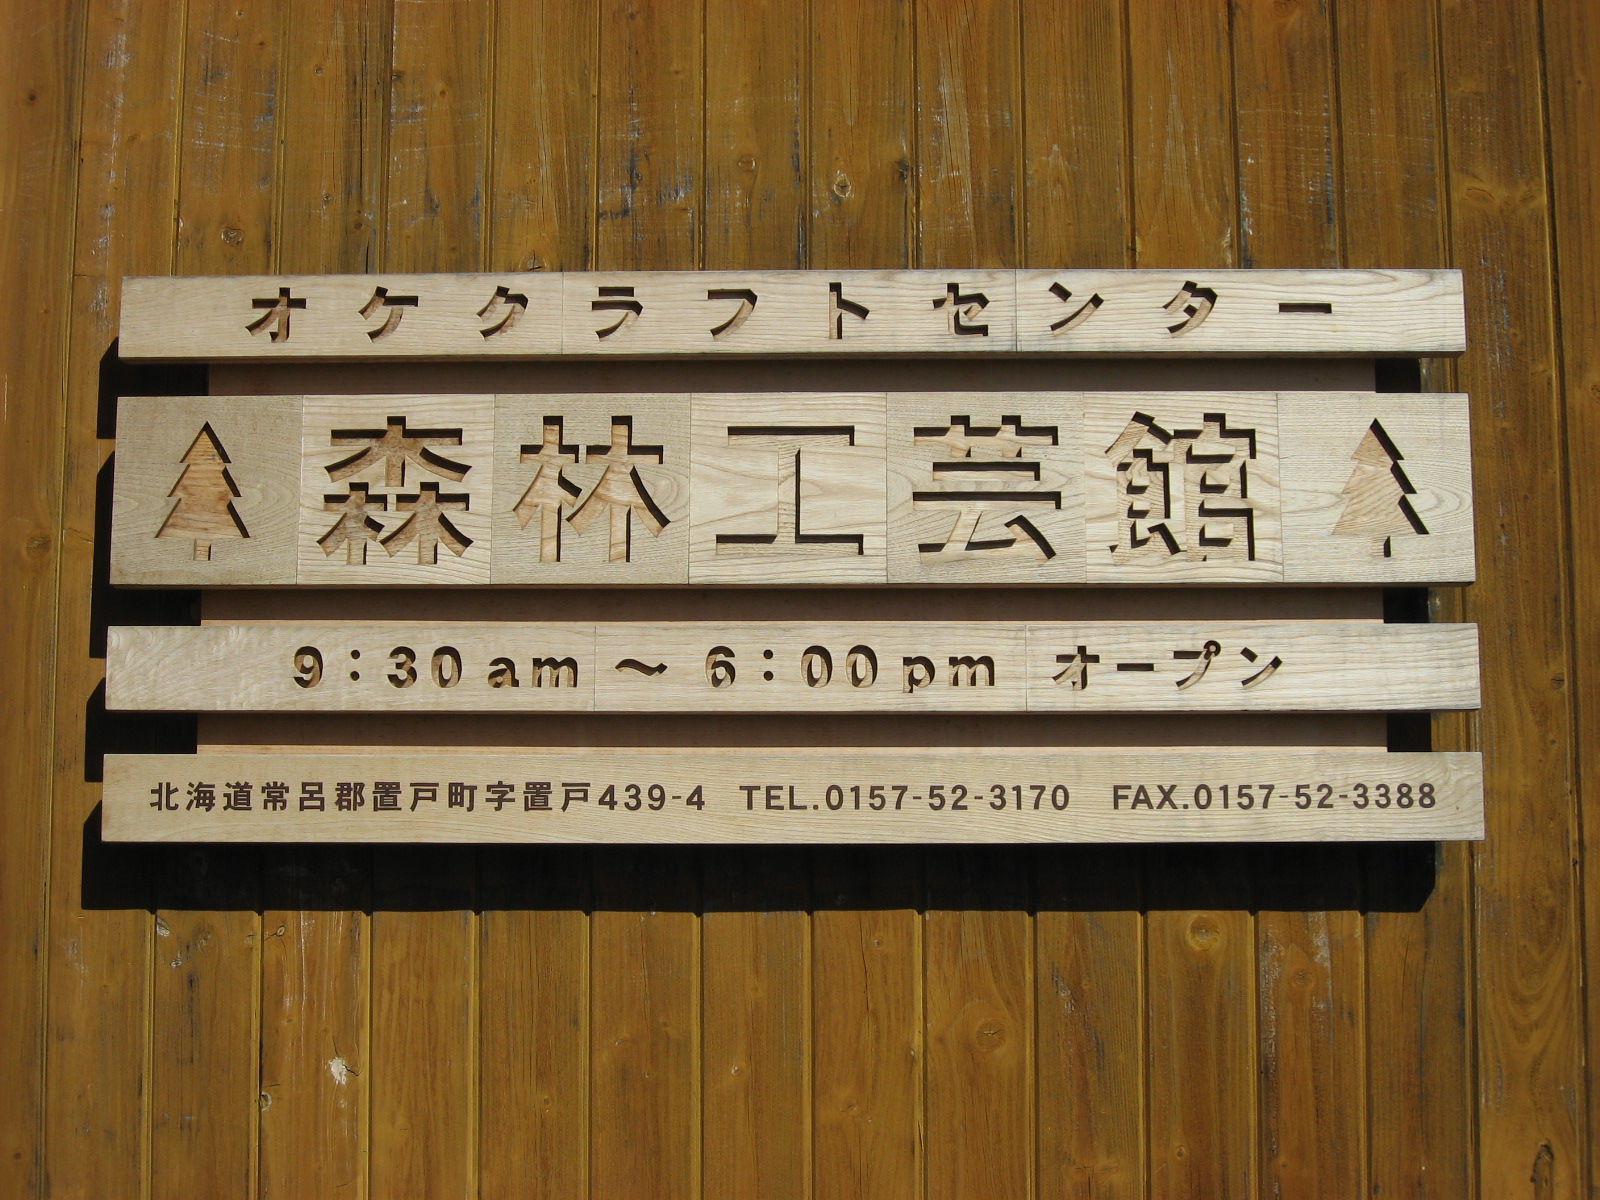 オケクラフトセンター
森林工芸館
9:30am～6:00pm オープン
北海道常呂郡置戸町字置戸439-4 TEL.0157-52-3170 FAX.0157-52-3388